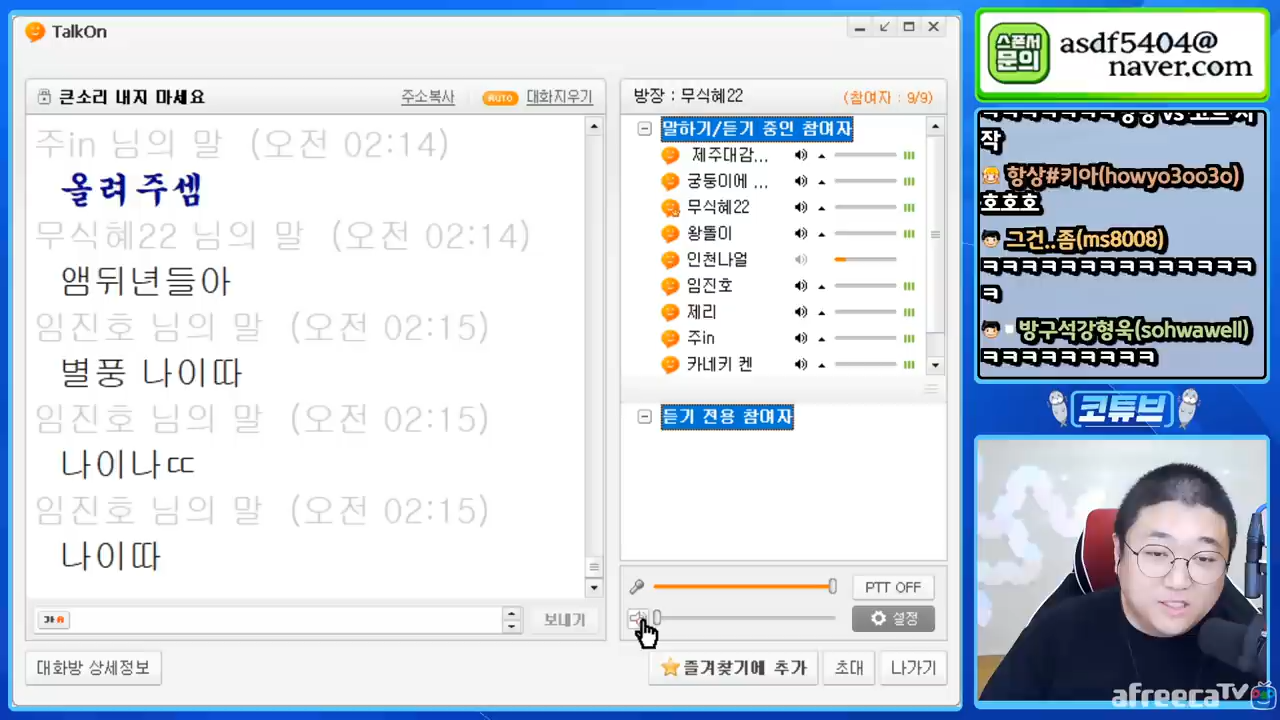 TalkOn
큰소리 내지 마세요
주소복사
AUTO
대화지우기
주in 님의 말 (오전 02:14)
올려주셈
무식혜22 님의 말 (오전 02:14)
앰뒤년들아
임진호 님의 말 (오전 02:15)
별풍 나이따
임진호 님의 말 (오전 02:15)
나이나ㄸ
임진호 님의 말 (오전 02:15)
나이따
가가
보내기
대화방 상세정보
방장 : 무식혜22
(참여자 : 9/9)
말하기/듣기 중인 참여자
제주대감...
궁둥이에 ...
무식혜22
왕돌이
인천나얼
임진호
제리
주in
카네키 켄
듣기 전용 참여자
PTT OFF
설정
즐겨찾기에 추가
초대
나가기
스폰서
문의
asdf5404@
naver.com
작
항상#키아(howyo3oo3o)
호호호
그건..좀(ms8008)
ㅋㅋㅋㅋㅋㅋㅋㅋㅋㅋㅋㅋㅋㅋ
ㅋ
방구석강형욱(sohwawell)
ㅋㅋㅋㅋㅋㅋㅋㅋㅋ
코튜브
afreecaTV